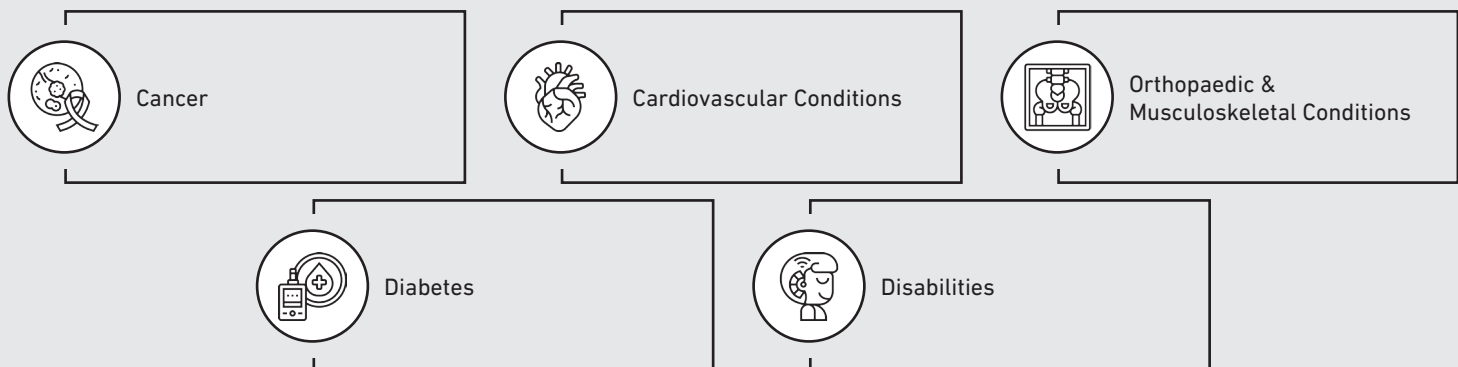 Cancer
Cardiovascular Conditions
Orthopaedic &
Musculoskeletal Conditions
Diabetes
Disabilities